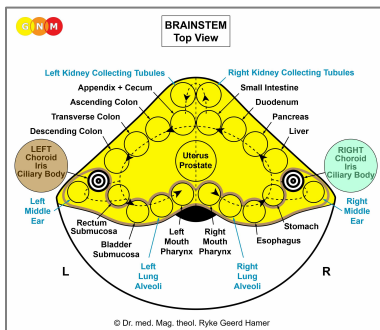 G N M
BRAINSTEM
Top View
Left Kidney Collecting Tubules
Right Kidney Collecting Tubules
Appendix + Cecum
Small Intestine
Ascending Colon
Duodenum
Transverse Colon
Pancreas
Descending Colon
Liver
LEFT
Choroid
Iris
Ciliary Body
Uterus
Prostate
RIGHT
Choroid
Iris
Ciliary Body
Left
Middle
Ear
Right
Middle
Ear
Rectum
Submucosa
Bladder
Submucosa
Left
Mouth
Pharynx
Right
Mouth
Pharynx
Stomach
Esophagus
Left
Lung
Alveoli
Right
Lung
Alveoli
L
R
© Dr. med. Mag. theol. Ryke Geerd Hamer